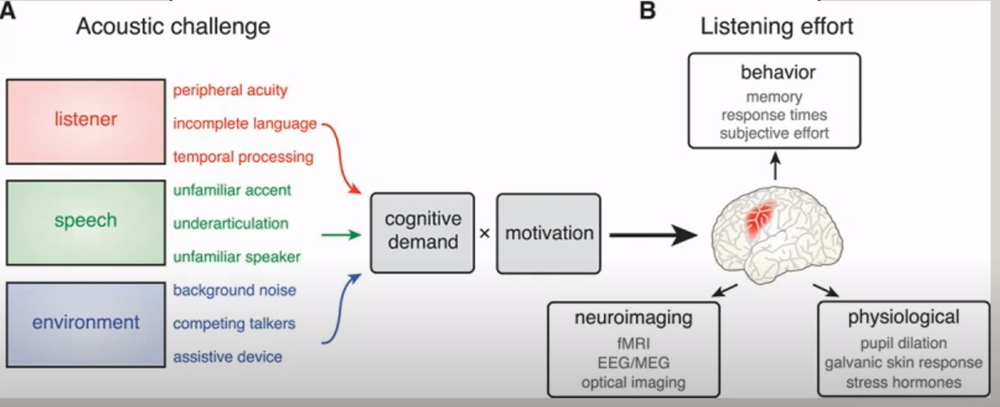 A
Acoustic challenge
listener
peripheral acuity
incomplete language
temporal processing
speech
unfamiliar accent
underarticulation
unfamiliar speaker
environment
background noise
competing talkers
assistive device
cognitive
demand
×
motivation
B
Listening effort
behavior
memory
response times
subjective effort
neuroimaging
fMRI
EEG/MEG
optical imaging
physiological
pupil dilation
galvanic skin response
stress hormones